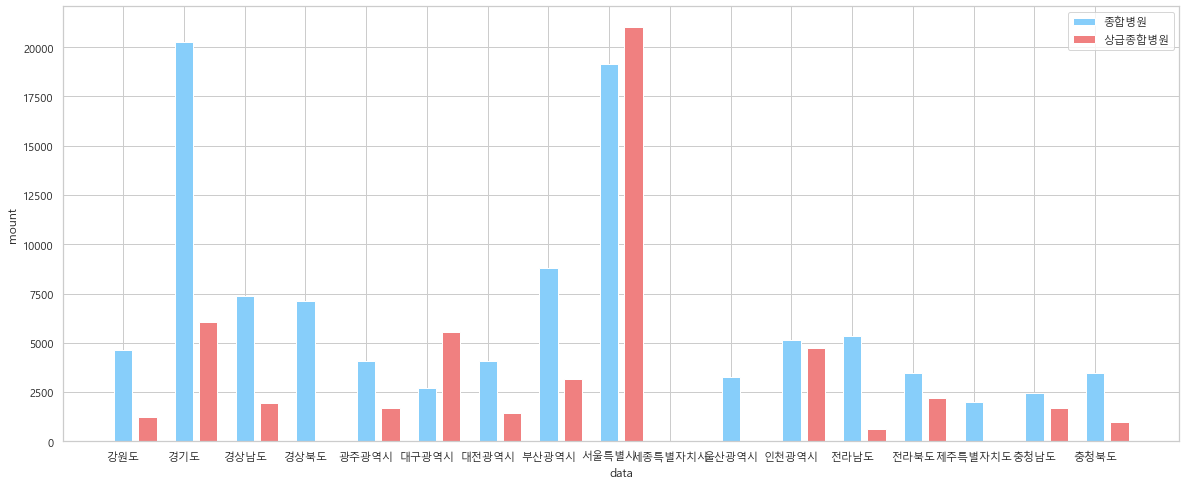 종합병원
상급종합병원
20000
17500
15000
12500
10000
7500
5000
2500
0
mount
강원도 경기도 경상남도 경상북도 광주광역시 대구광역시 대전광역시 부산광역시 서울특별시 세종특별자치시 울산광역시 인천광역시 전라남도 전라북도 제주특별자치도 충청남도 충청북도
data